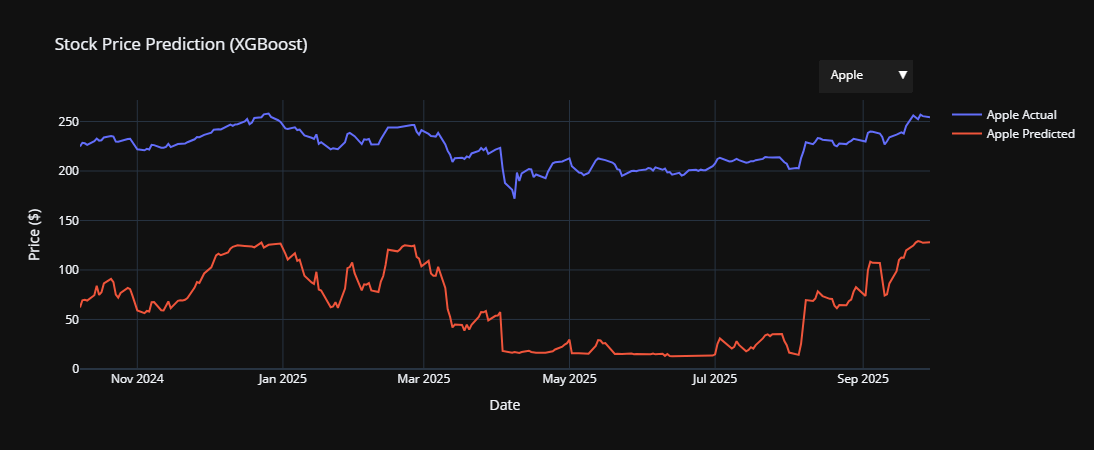 Stock Price Prediction (XGBoost)
Apple ▼
Apple Actual
Apple Predicted
Price ($)
250
200
150
100
50
0
Nov 2024 Jan 2025 Mar 2025 May 2025 Jul 2025 Sep 2025
Date